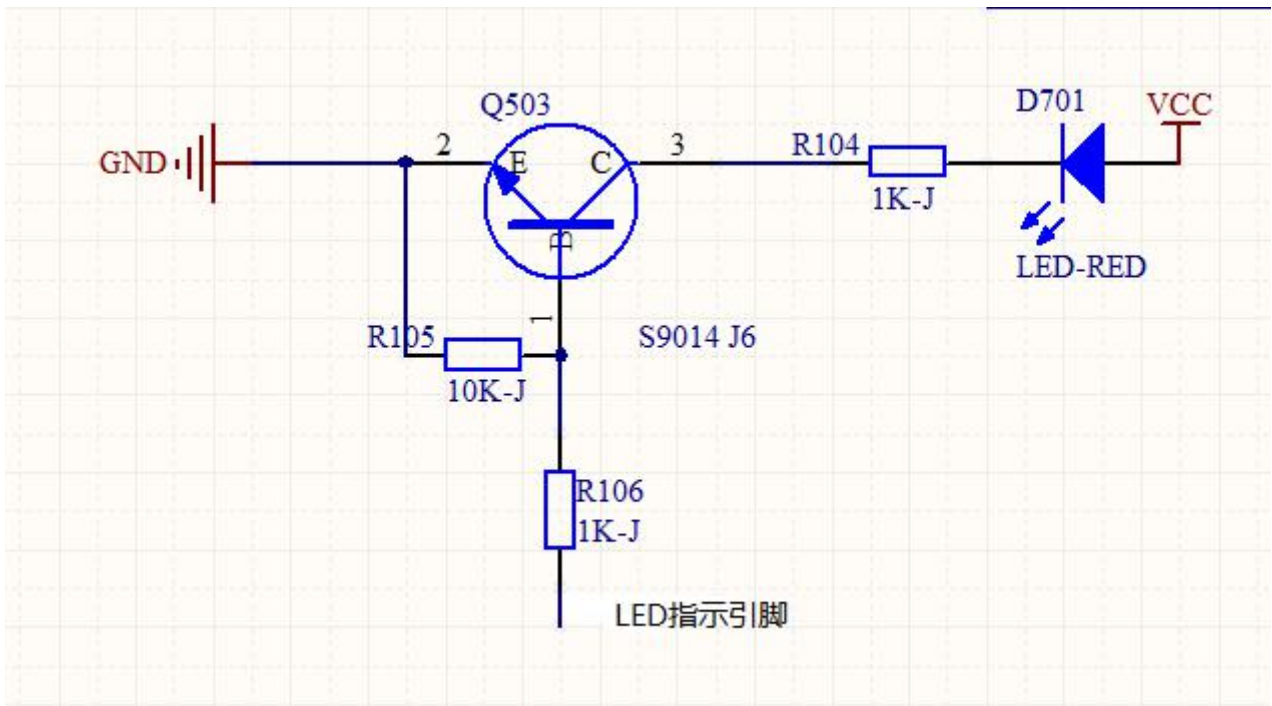 Q503
D701
VCC
GND
2
E
C
3
R104
1K-J
B
LED-RED
1
R105
S9014 J6
10K-J
R106
1K-J
LED指示引脚